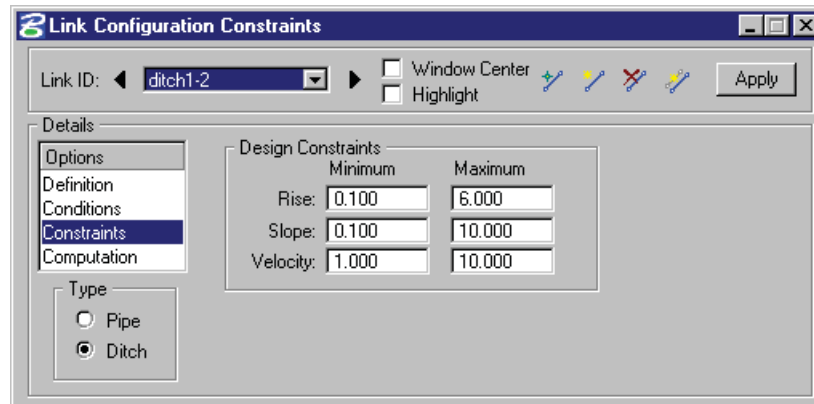 Link Configuration Constraints
Link ID: ditch1-2 Window Center Apply
Highlight
Details
Options
Definition
Conditions
Constraints
Computation
Design Constraints
Minimum Maximum
Rise: 0.100 6.000
Slope: 0.100 10.000
Velocity: 1.000 10.000
Type
Pipe
Ditch